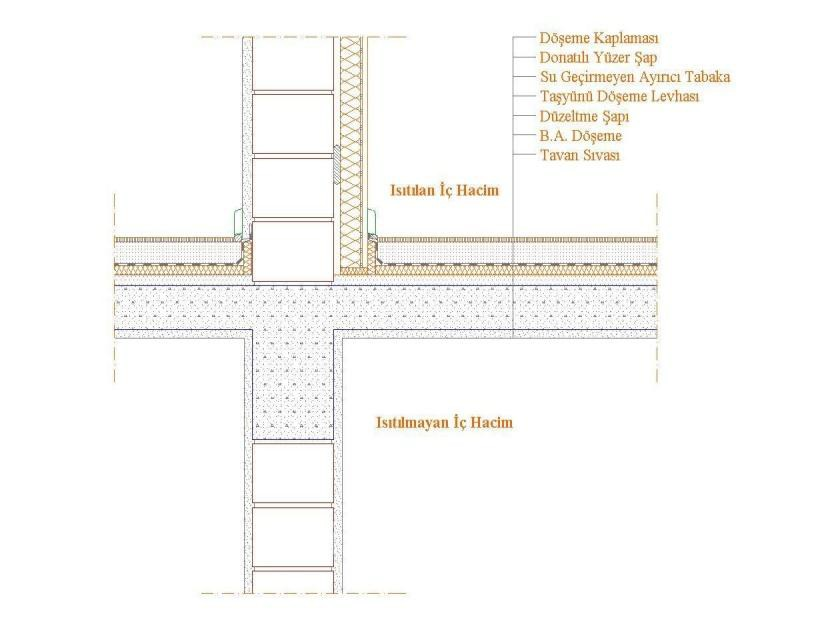 Döşeme Kaplaması
Donatılı Yüzer Şap
Su Geçirmeyen Ayırıcı Tabaka
Taşyünü Döşeme Levhası
Düzeltme Şapı
B.A. Döşeme
Tavan Sıvası
Isıtılan İç Hacim
Isıtılmayan İç Hacim